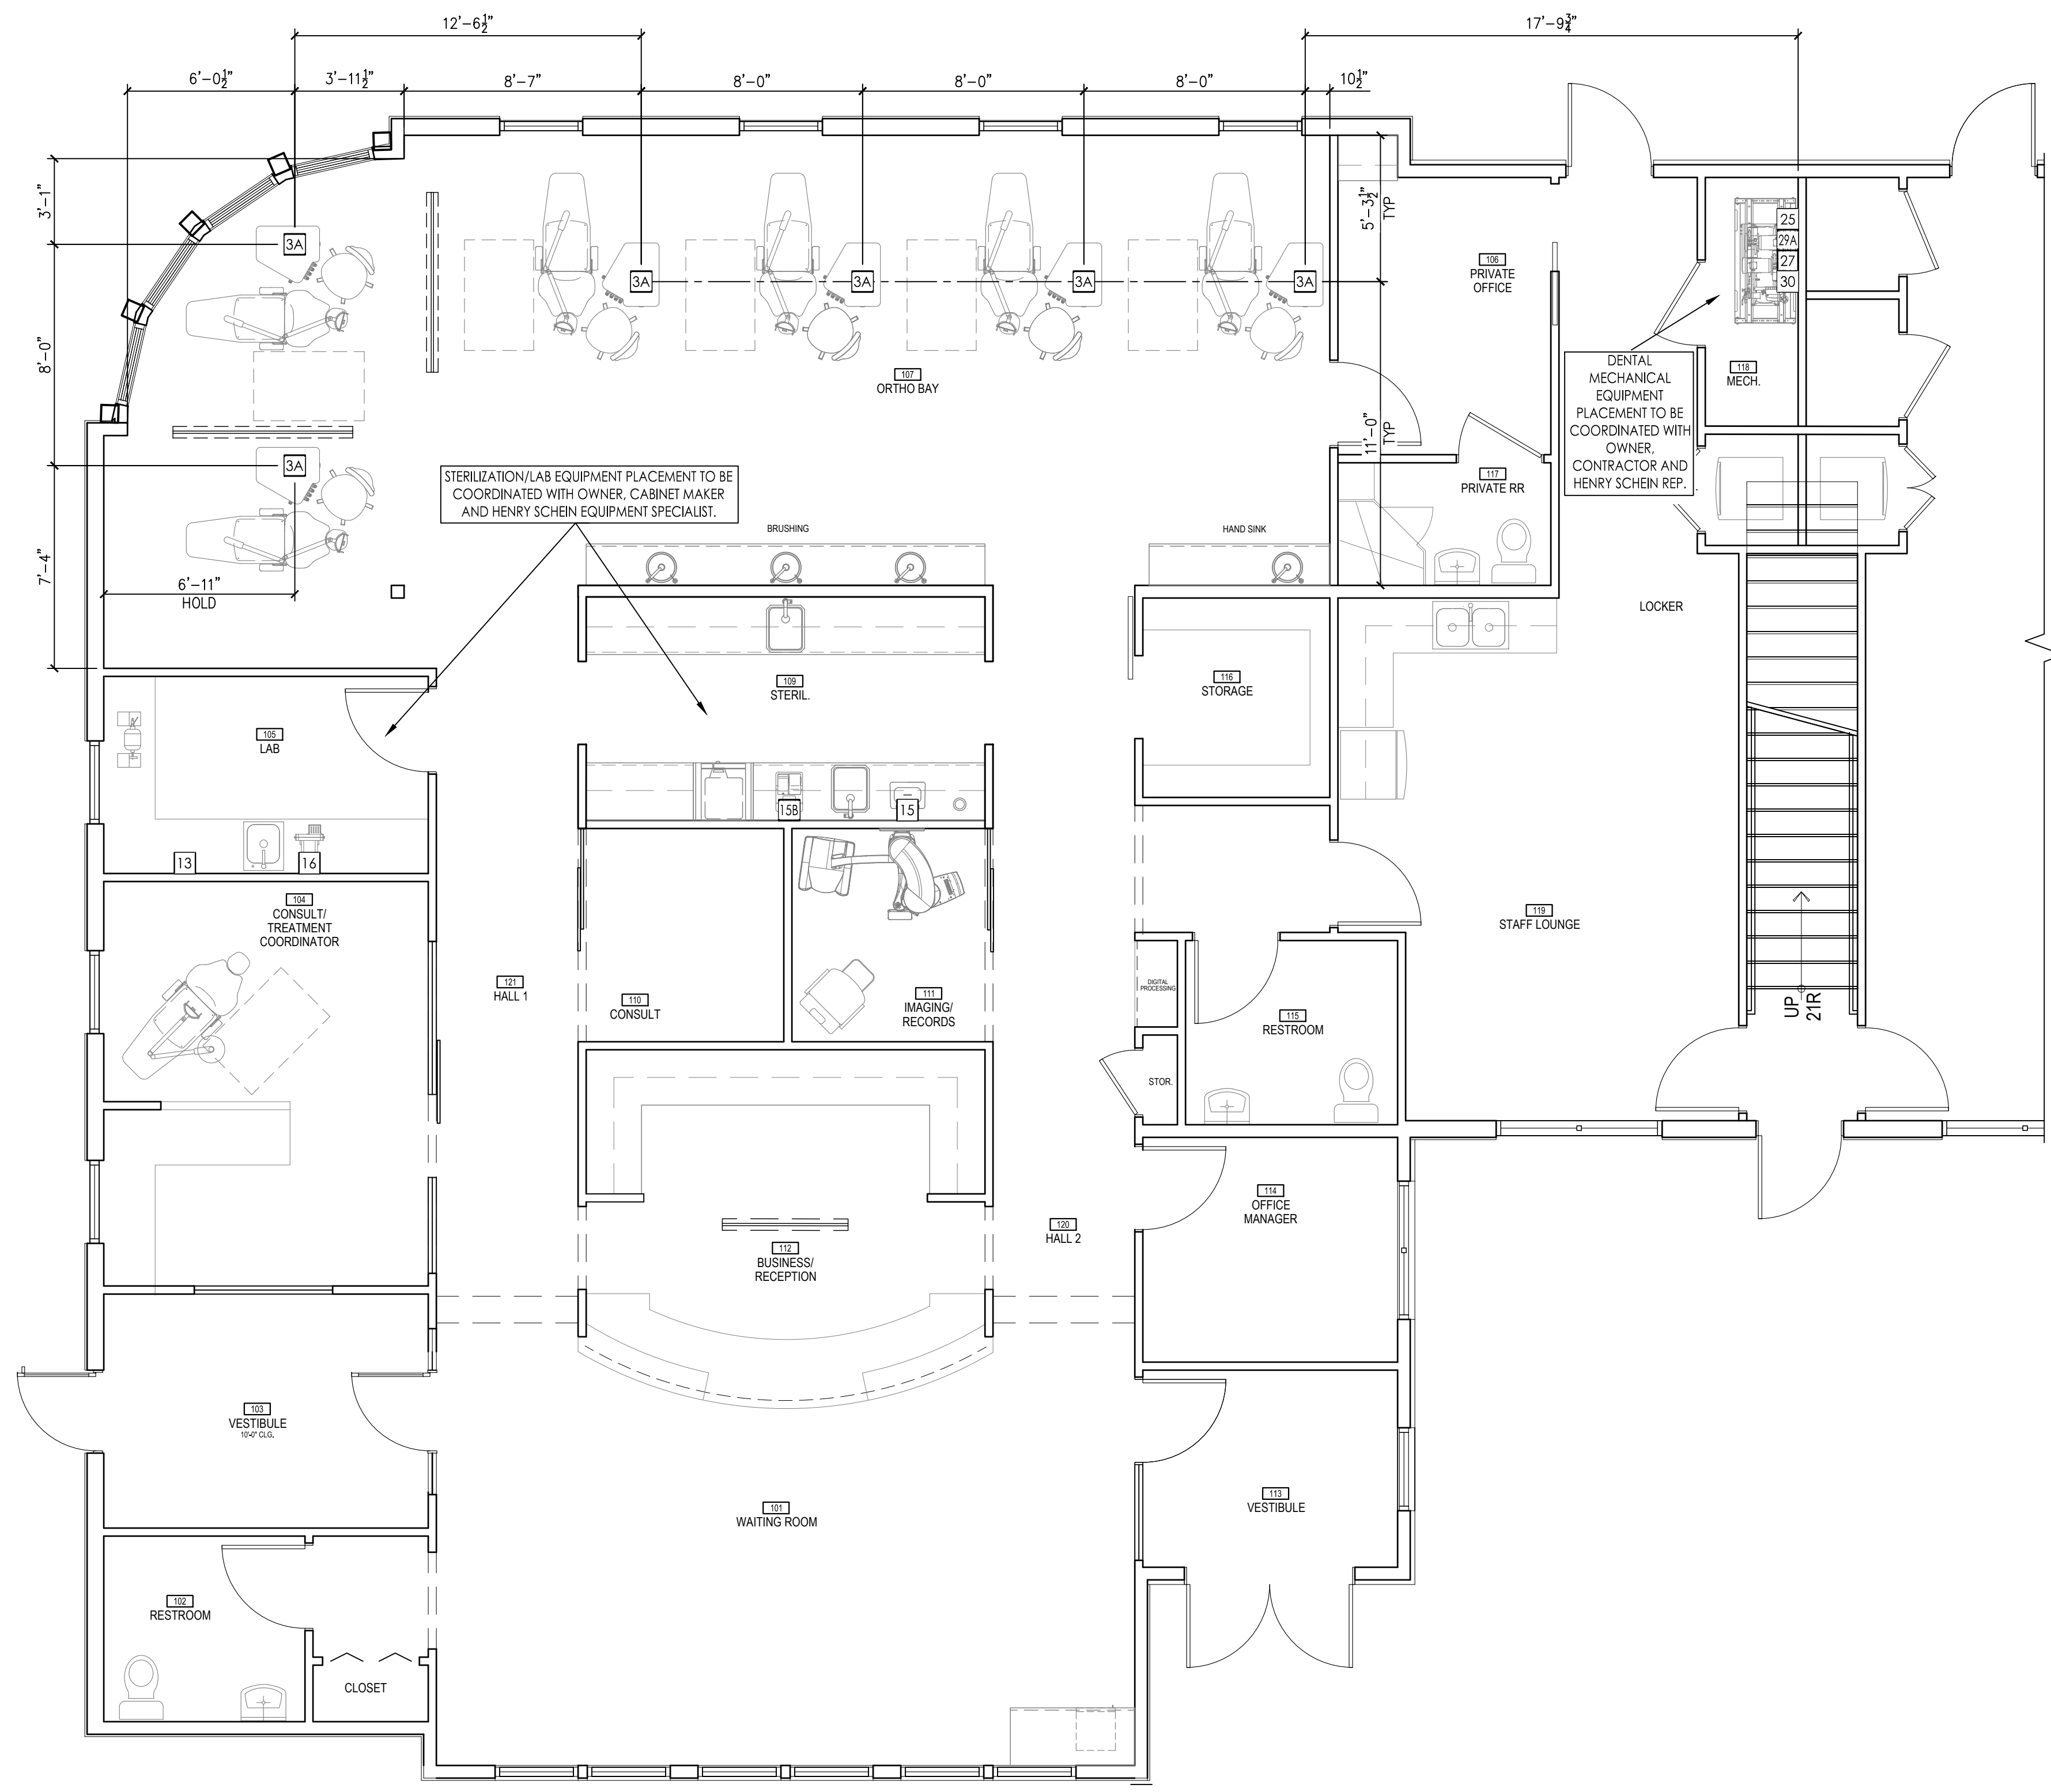 12'-6½"
17'-9¾"
6'-0½"
3'-11½"
8'-7"
8'-0"
8'-0"
8'-0"
10½"
3'-1"
8'-0"
7'-4"
5'-3½"
TYP
11'-0"
TYP
3A
3A
3A
3A
3A
3A
25
29A
27
30
106
PRIVATE
OFFICE
107
ORTHO BAY
118
MECH.
DENTAL
MECHANICAL
EQUIPMENT
PLACEMENT TO BE
COORDINATED WITH
OWNER,
CONTRACTOR AND
HENRY SCHEIN REP.
STERILIZATION/LAB EQUIPMENT PLACEMENT TO BE
COORDINATED WITH OWNER, CABINET MAKER
AND HENRY SCHEIN EQUIPMENT SPECIALIST.
117
PRIVATE RR
BRUSHING
HAND SINK
6'-11"
HOLD
LOCKER
109
STERIL.
116
STORAGE
105
LAB
15B
15
13
16
104
CONSULT/
TREATMENT
COORDINATOR
119
STAFF LOUNGE
121
HALL 1
110
CONSULT
111
IMAGING/
RECORDS
DIGITAL
PROCESSING
115
RESTROOM
UP
21R
STOR.
114
OFFICE
MANAGER
120
HALL 2
112
BUSINESS/
RECEPTION
103
VESTIBULE
10'-0" CLG.
113
VESTIBULE
101
WAITING ROOM
102
RESTROOM
CLOSET